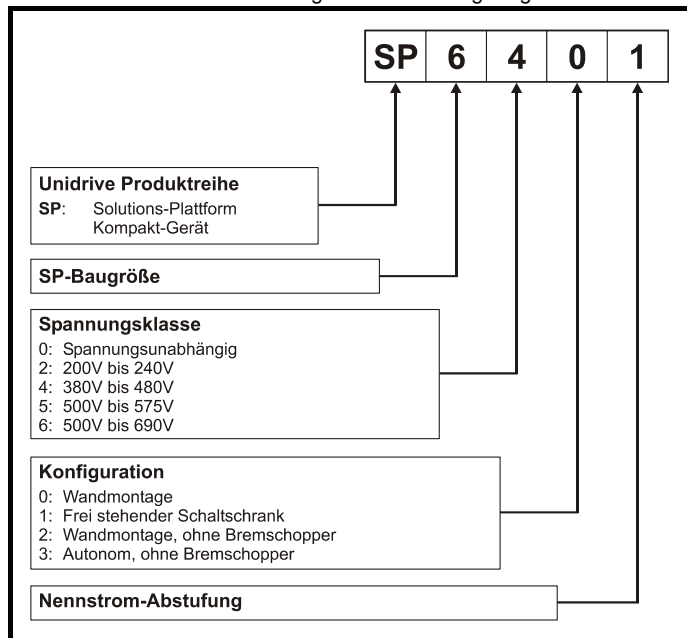 SP 6 4 0 1
Unidrive Produktreihe
SP: Solutions-Plattform
Kompakt-Gerät
SP-Baugröße
Spannungsklasse
0: Spannungsunabhängig
2: 200V bis 240V
4: 380V bis 480V
5: 500V bis 575V
6: 500V bis 690V
Konfiguration
0: Wandmontage
1: Frei stehender Schaltschrank
2: Wandmontage, ohne Bremschopper
3: Autonom, ohne Bremschopper
Nennstrom-Abstufung